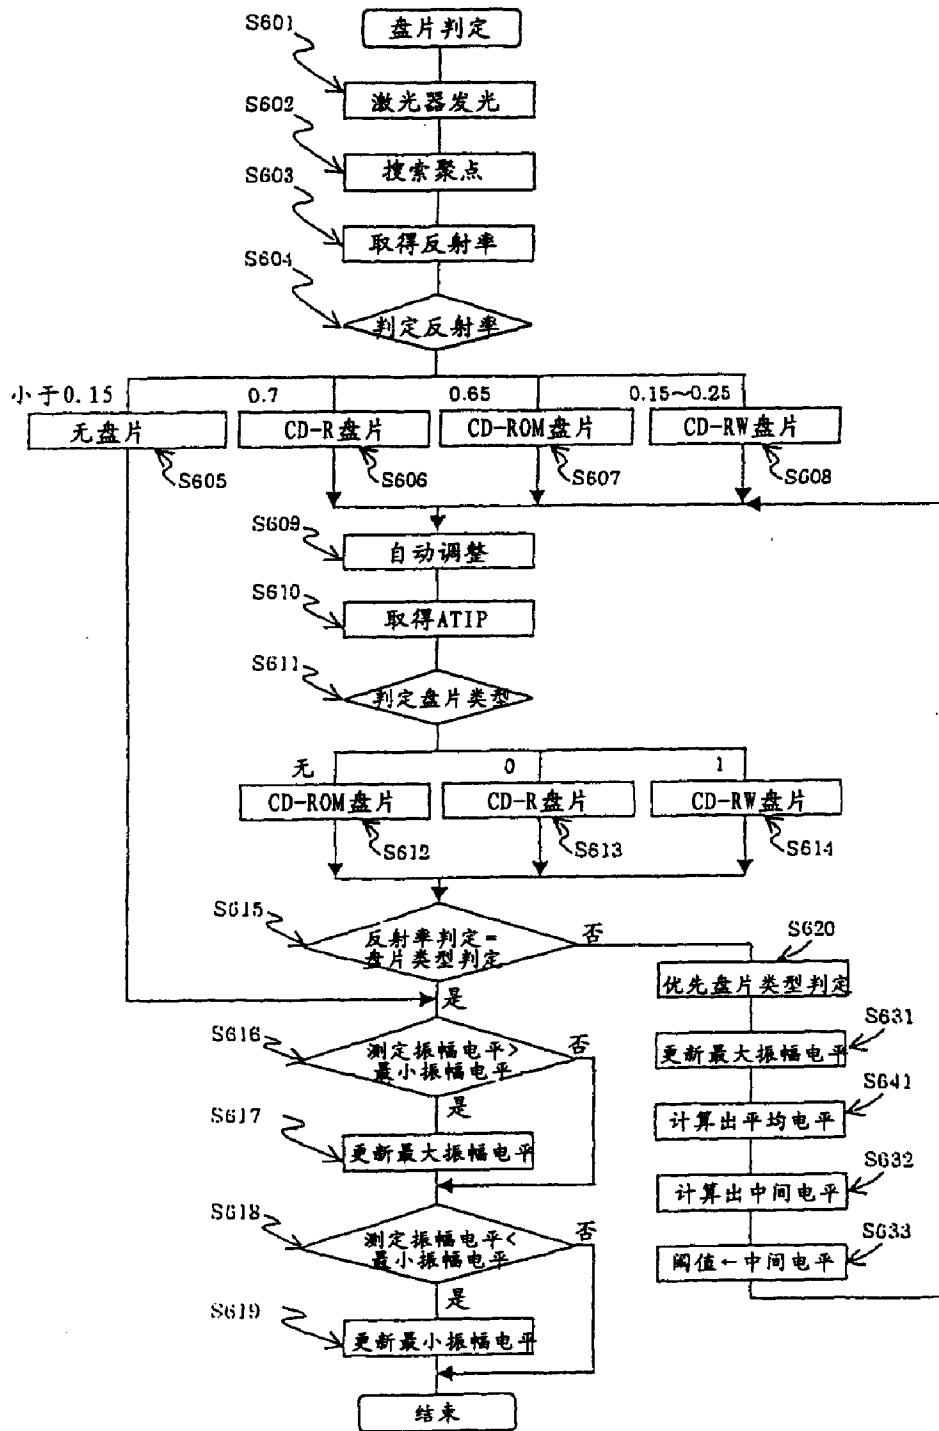 盘片判定
S601
激光器发光
S602
搜索聚点
S603
取得反射率
S604
判定反射率
小于0.15
0.7
0.65
0.15~0.25
无盘片
CD-R盘片
CD-ROM盘片
CD-RW盘片
S605
S606
S607
S608
S609
自动调整
S610
取得ATIP
S611
判定盘片类型
无
0
1
CD-ROM盘片
CD-R盘片
CD-RW盘片
S612
S613
S614
S615
反射率判定=
盘片类型判定
否
是
S620
优先盘片类型判定
S616
测定振幅电平>
最小振幅电平
否
是
S631
更新最大振幅电平
S617
更新最大振幅电平
S641
计算出平均电平
S632
计算出中间电平
S618
测定振幅电平<
最小振幅电平
否
是
S633
阈值←中间电平
S619
更新最小振幅电平
结束